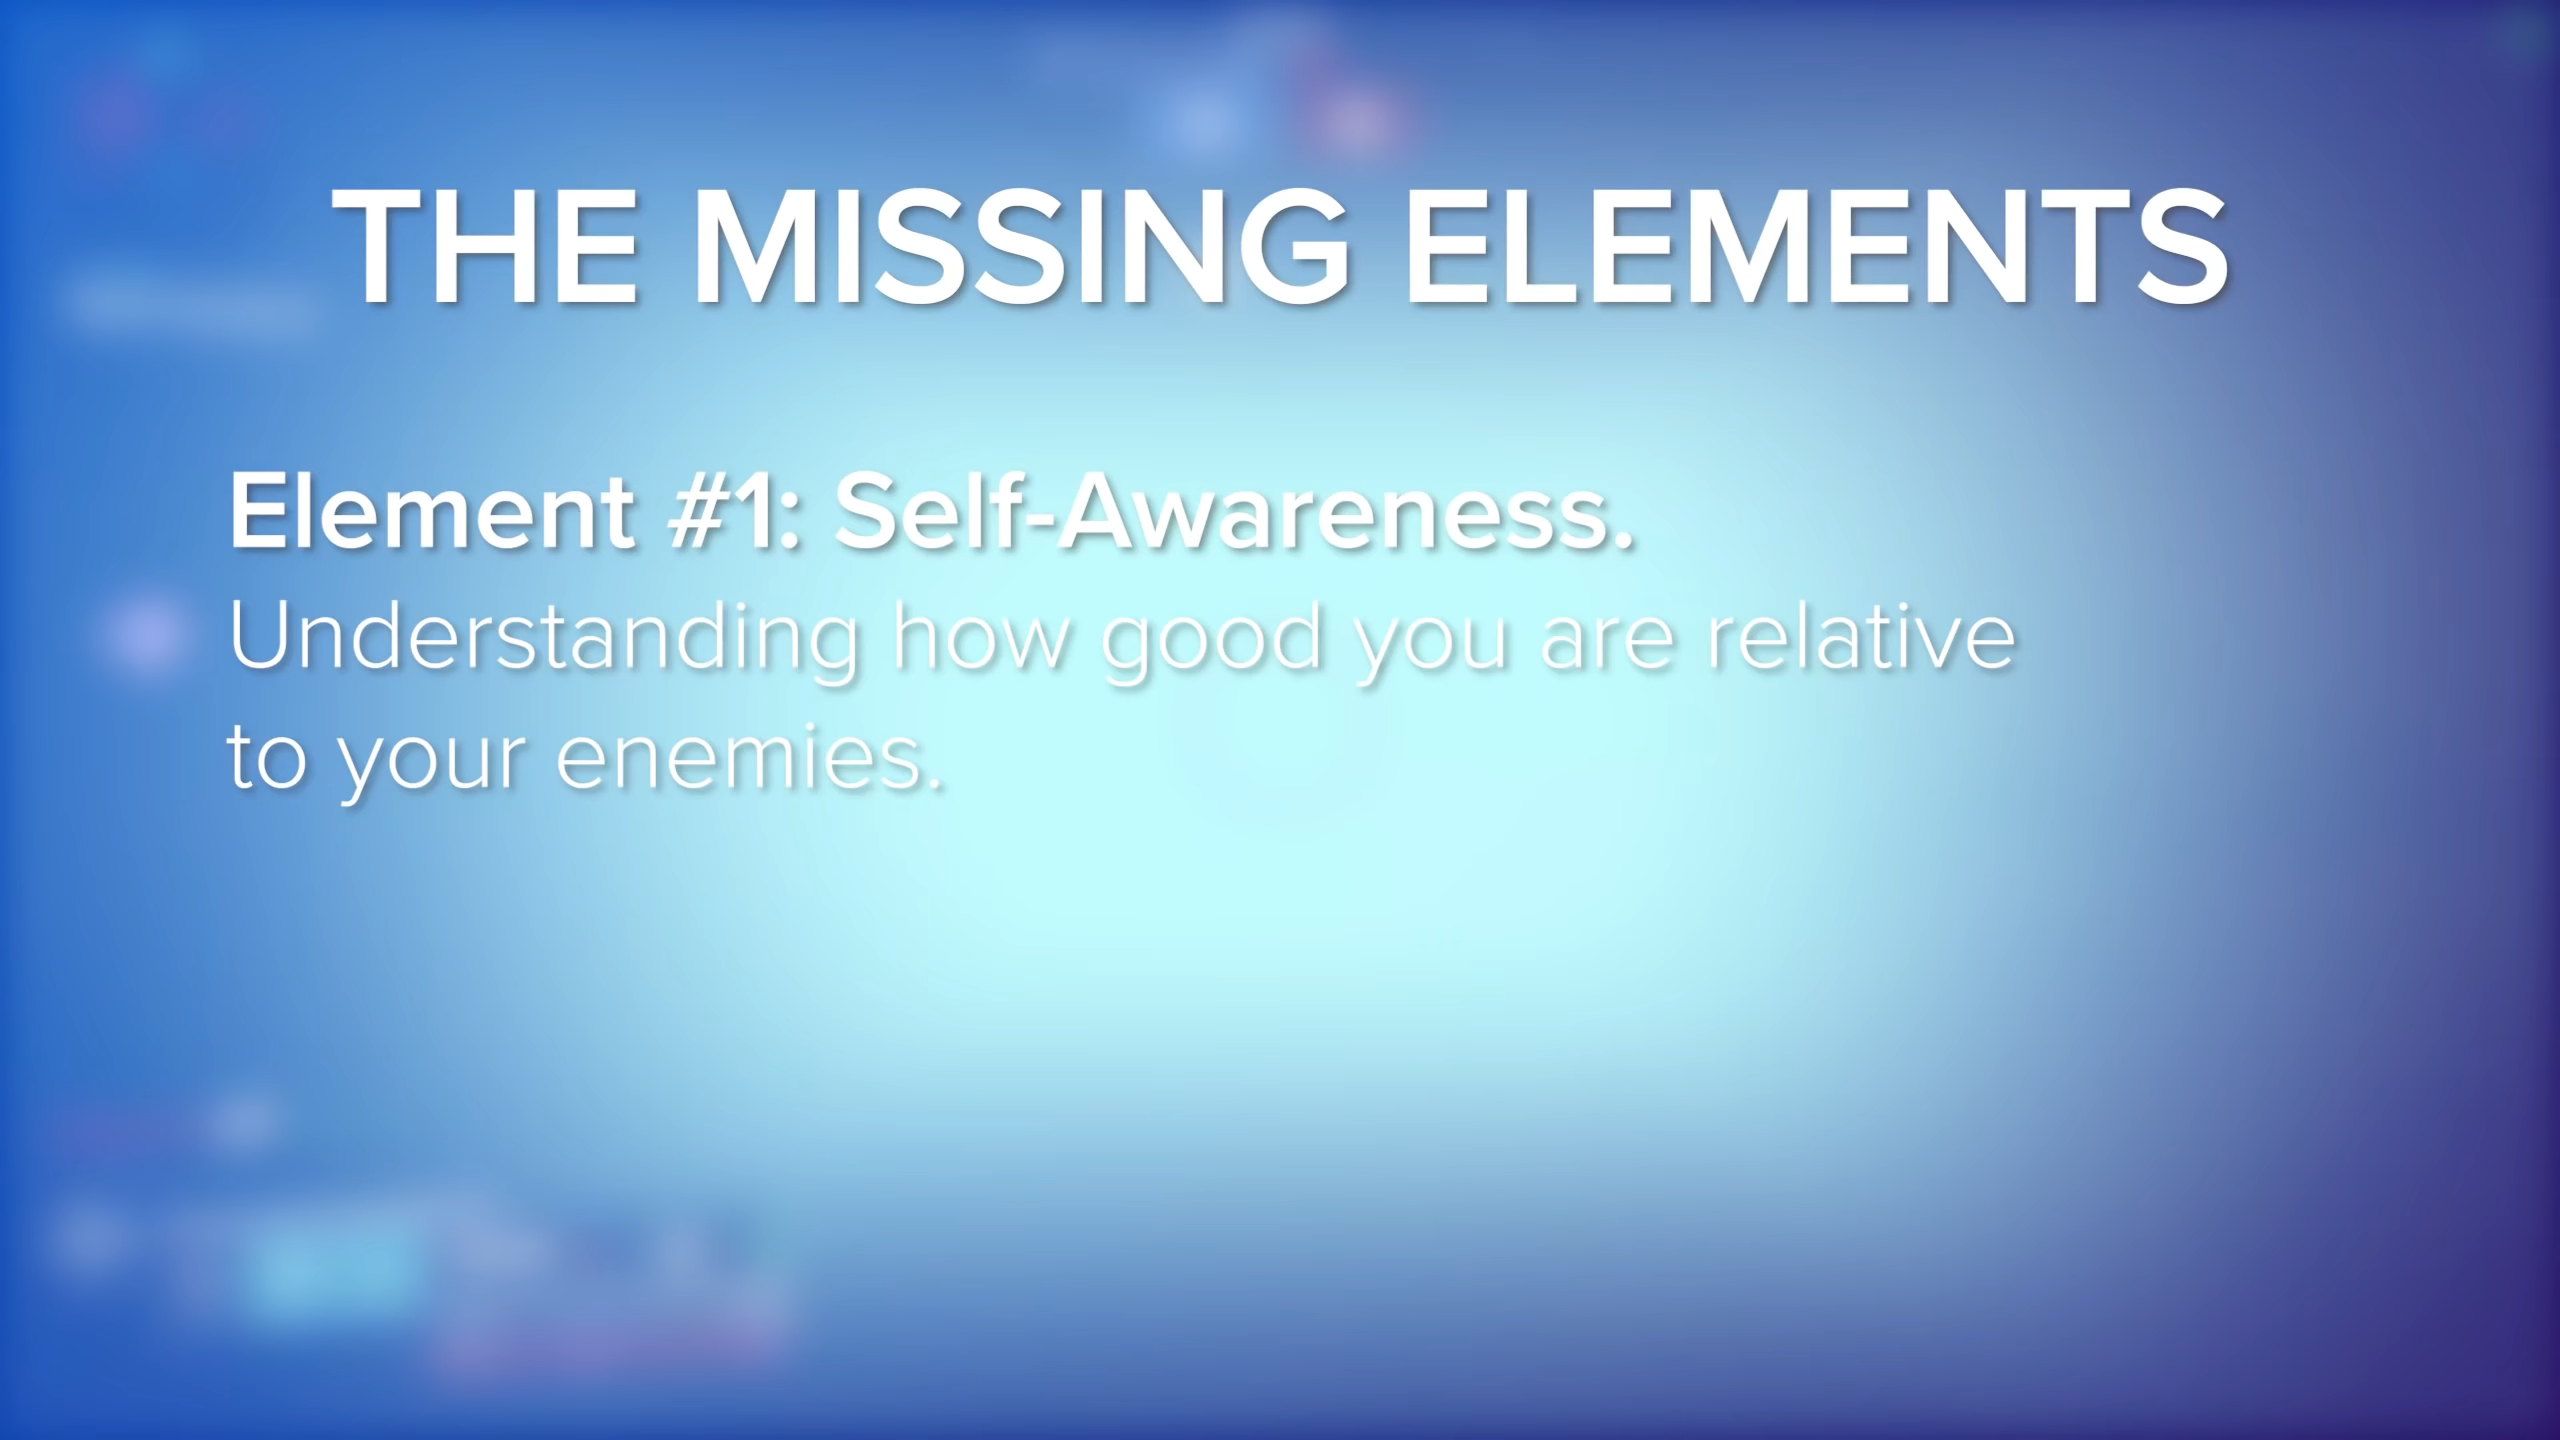 THE MISSING ELEMENTS
Element #1: Self-Awareness.
Understanding how good you are relative
to your enemies.